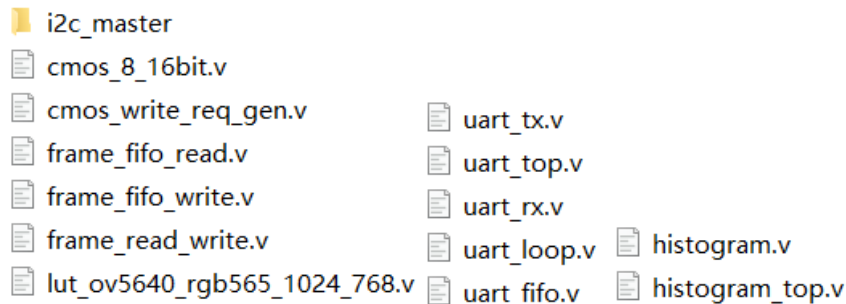 i2c_master
cmos_8_16bit.v
cmos_write_req_gen.v
frame_fifo_read.v
frame_fifo_write.v
frame_read_write.v
lut_ov5640_rgb565_1024_768.v
uart_tx.v
uart_top.v
uart_rx.v
uart_loop.v
uart_fifo.v
histogram.v
histogram_top.v